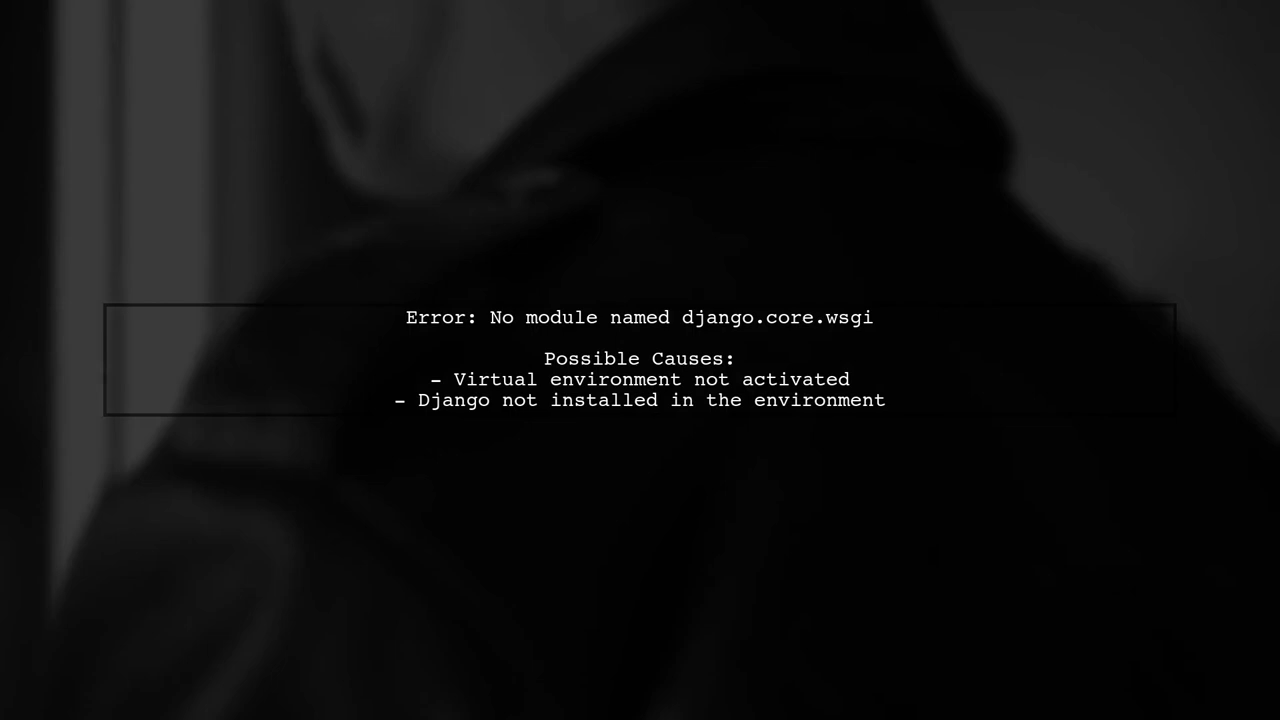 Error: No module named django.core.wsgi
Possible Causes:
- Virtual environment not activated
- Django not installed in the environment